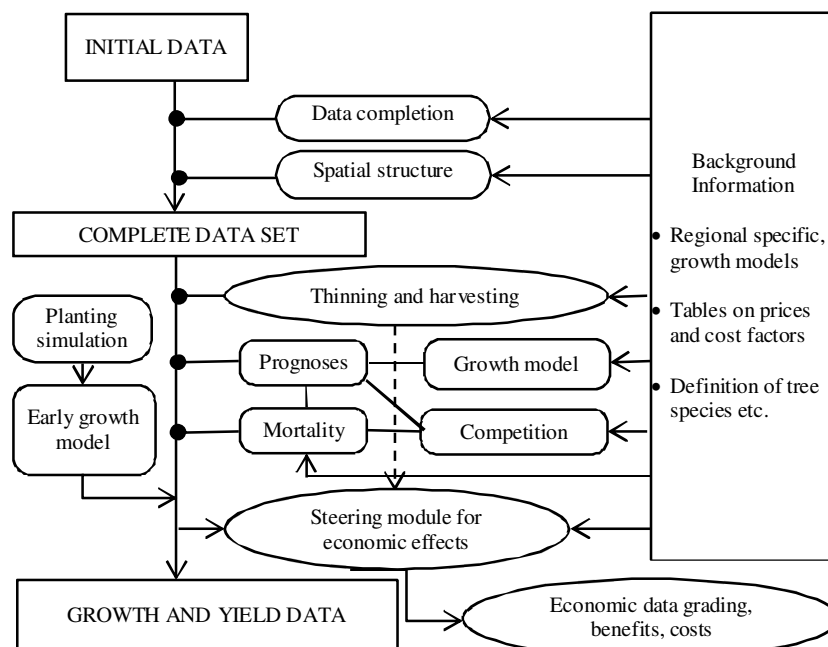 INITIAL DATA
Data completion
Spatial structure
COMPLETE DATA SET
Thinning and harvesting
Planting
simulation
Prognoses
Growth model
Early growth
model
Mortality
Competition
Steering module for
economic effects
GROWTH AND YIELD DATA
Economic data grading,
benefits, costs
Background
Information
• Regional specific,
growth models
• Tables on prices
and cost factors
• Definition of tree
species etc.